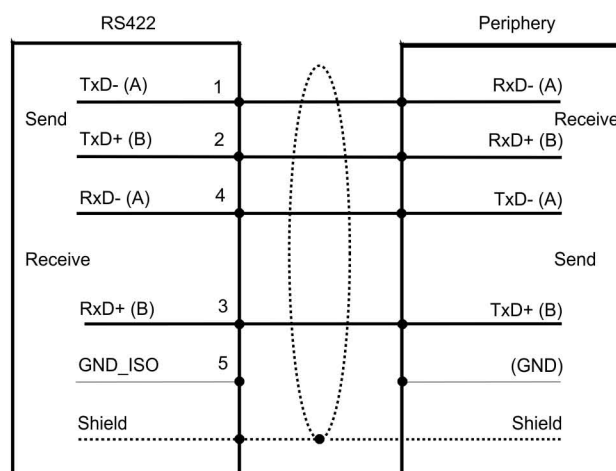 RS422 Periphery
TxD- (A) 1 RxD- (A)
Send Receive
TxD+ (B) 2 RxD+ (B)
RxD- (A) 4 TxD- (A)
Receive Send
RxD+ (B) 3 TxD+ (B)
GND_ISO 5 (GND)
Shield Shield